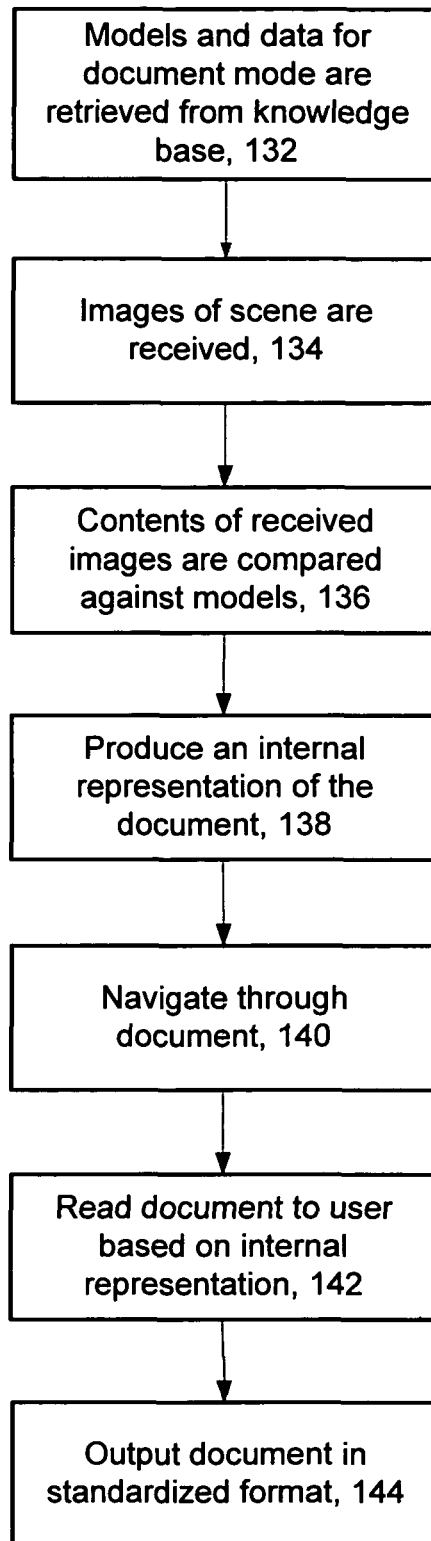 Models and data for
document mode are
retrieved from knowledge
base, 132
Images of scene are
received, 134
Contents of received
images are compared
against models, 136
Produce an internal
representation of the
document, 138
Navigate through
document, 140
Read document to user
based on internal
representation, 142
Output document in
standardized format, 144